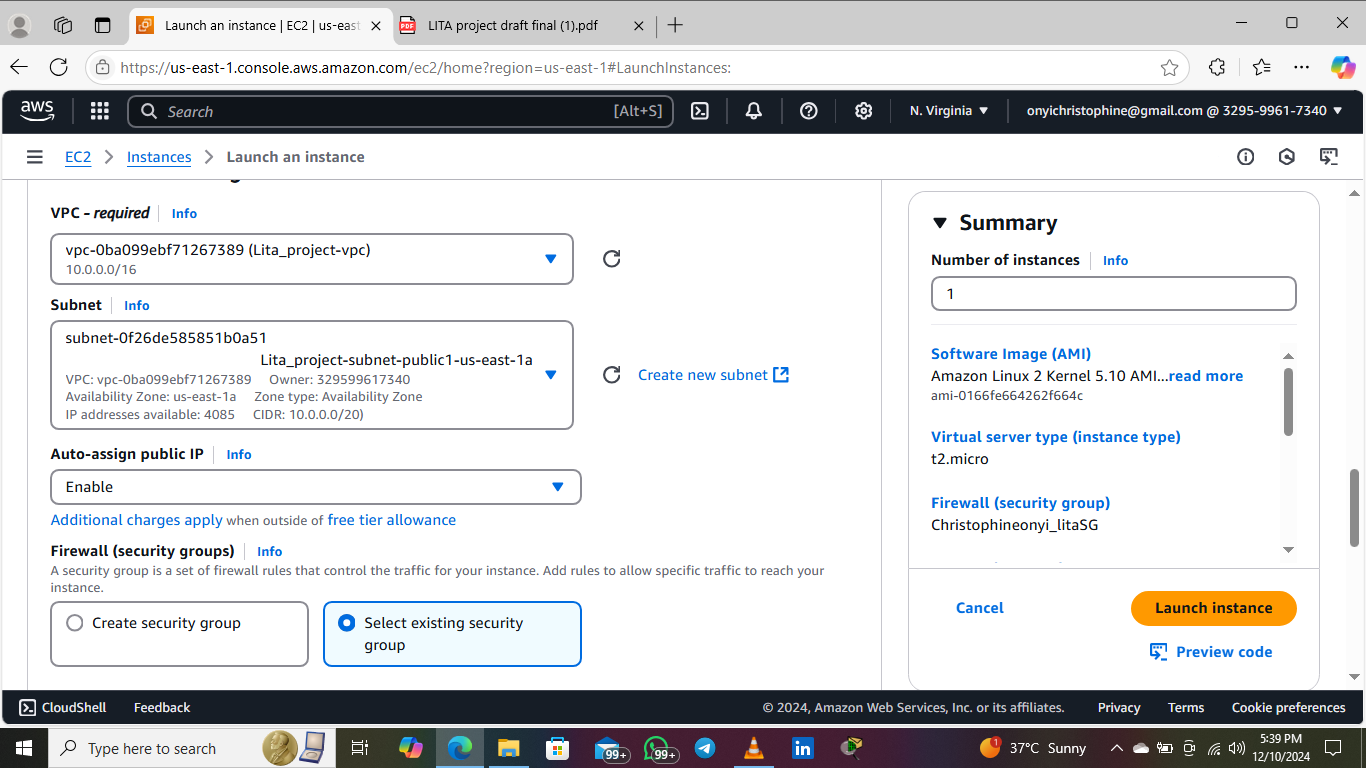 Launch an instance | EC2 | us-east
PDF
LITA project draft final (1).pdf
https://us-east-1.console.aws.amazon.com/ec2/home?region=us-east-1#LaunchInstances:
aws
Search
[Alt+S]
N. Virginia
onyichristophine@gmail.com @ 3295-9961-7340
EC2
Instances
Launch an instance
VPC - required
Info
vpc-0ba099ebf71267389 (Lita_project-vpc)
10.0.0.0/16
Subnet
Info
subnet-0f26de585851b0a51
Lita_project-subnet-public1-us-east-1a
VPC: vpc-0ba099ebf71267389 Owner: 329599617340
Availability Zone: us-east-1a Zone type: Availability Zone
IP addresses available: 4085 CIDR: 10.0.0.0/20)
Create new subnet
Auto-assign public IP
Info
Enable
Additional charges apply when outside of free tier allowance
Firewall (security groups)
Info
A security group is a set of firewall rules that control the traffic for your instance. Add rules to allow specific traffic to reach your
instance.
Create security group
Select existing security
group
Summary
Number of instances
Info
1
Software Image (AMI)
Amazon Linux 2 Kernel 5.10 AMI...read more
ami-0166fe664262f664c
Virtual server type (instance type)
t2.micro
Firewall (security group)
Christophineonyi_litaSG
Cancel
Launch instance
Preview code
CloudShell
Feedback
© 2024, Amazon Web Services, Inc. or its affiliates.
Privacy
Terms
Cookie preferences
Type here to search
99+
99+
in
1
37°C Sunny
5:39 PM
12/10/2024